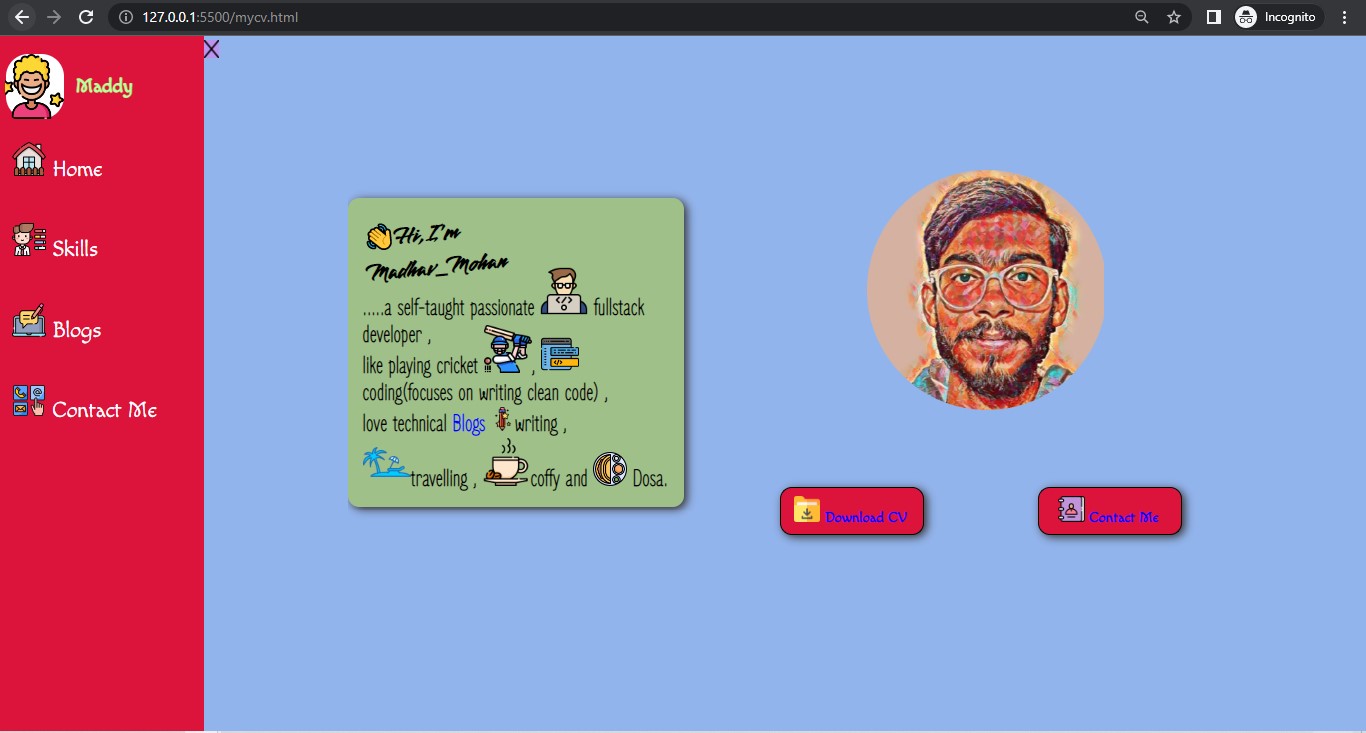 127.0.0.1:5500/mycv.html
Incognito
X
Maddy
Home
Skills
Blogs
Contact Me
Hi,I'm
Madhav_Mohan
.....a self-taught passionate fullstack
developer ,
like playing cricket ,
coding(focuses on writing clean code) ,
love technical Blogs writing ,
travelling , coffy and Dosa.
Download CV
Contact Me